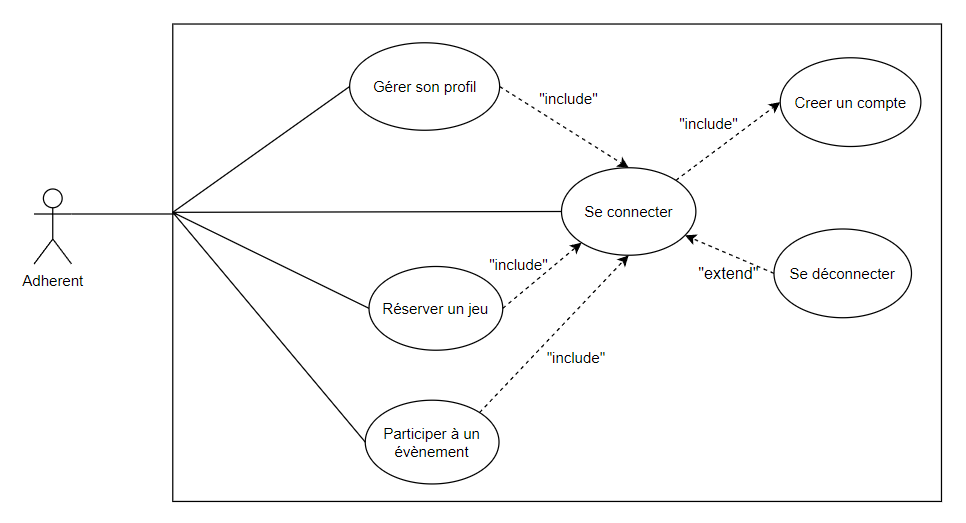 Gérer son profil
"include"
Creer un compte
"include"
Se connecter
Adherent
"include"
"extend"
Se déconnecter
Réserver un jeu
"include"
Participer à un
évènement